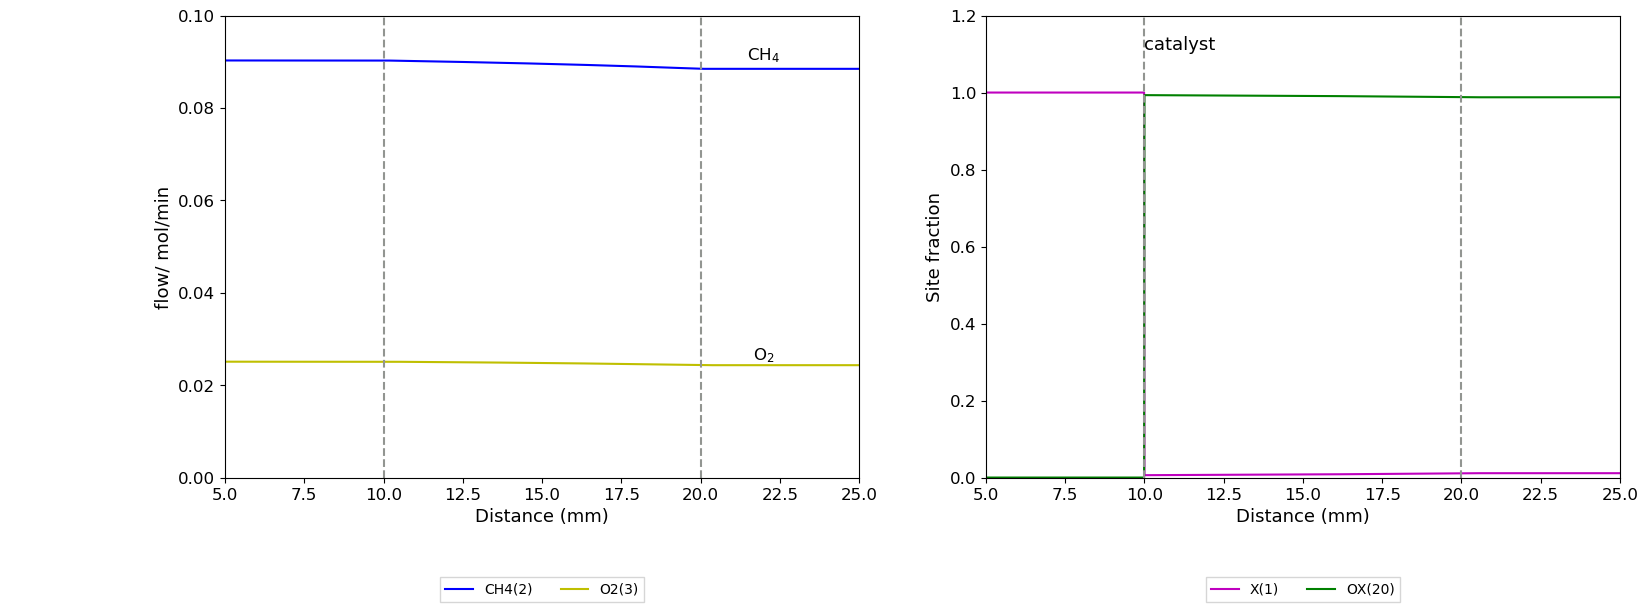 0.10
0.08
0.06
0.04
0.02
0.00
flow/ mol/min
CH₄
O₂
5.0 7.5 10.0 12.5 15.0 17.5 20.0 22.5 25.0
Distance (mm)
CH4(2) O2(3)
1.2
1.0
0.8
0.6
0.4
0.2
0.0
Site fraction
catalyst
5.0 7.5 10.0 12.5 15.0 17.5 20.0 22.5 25.0
Distance (mm)
X(1) OX(20)